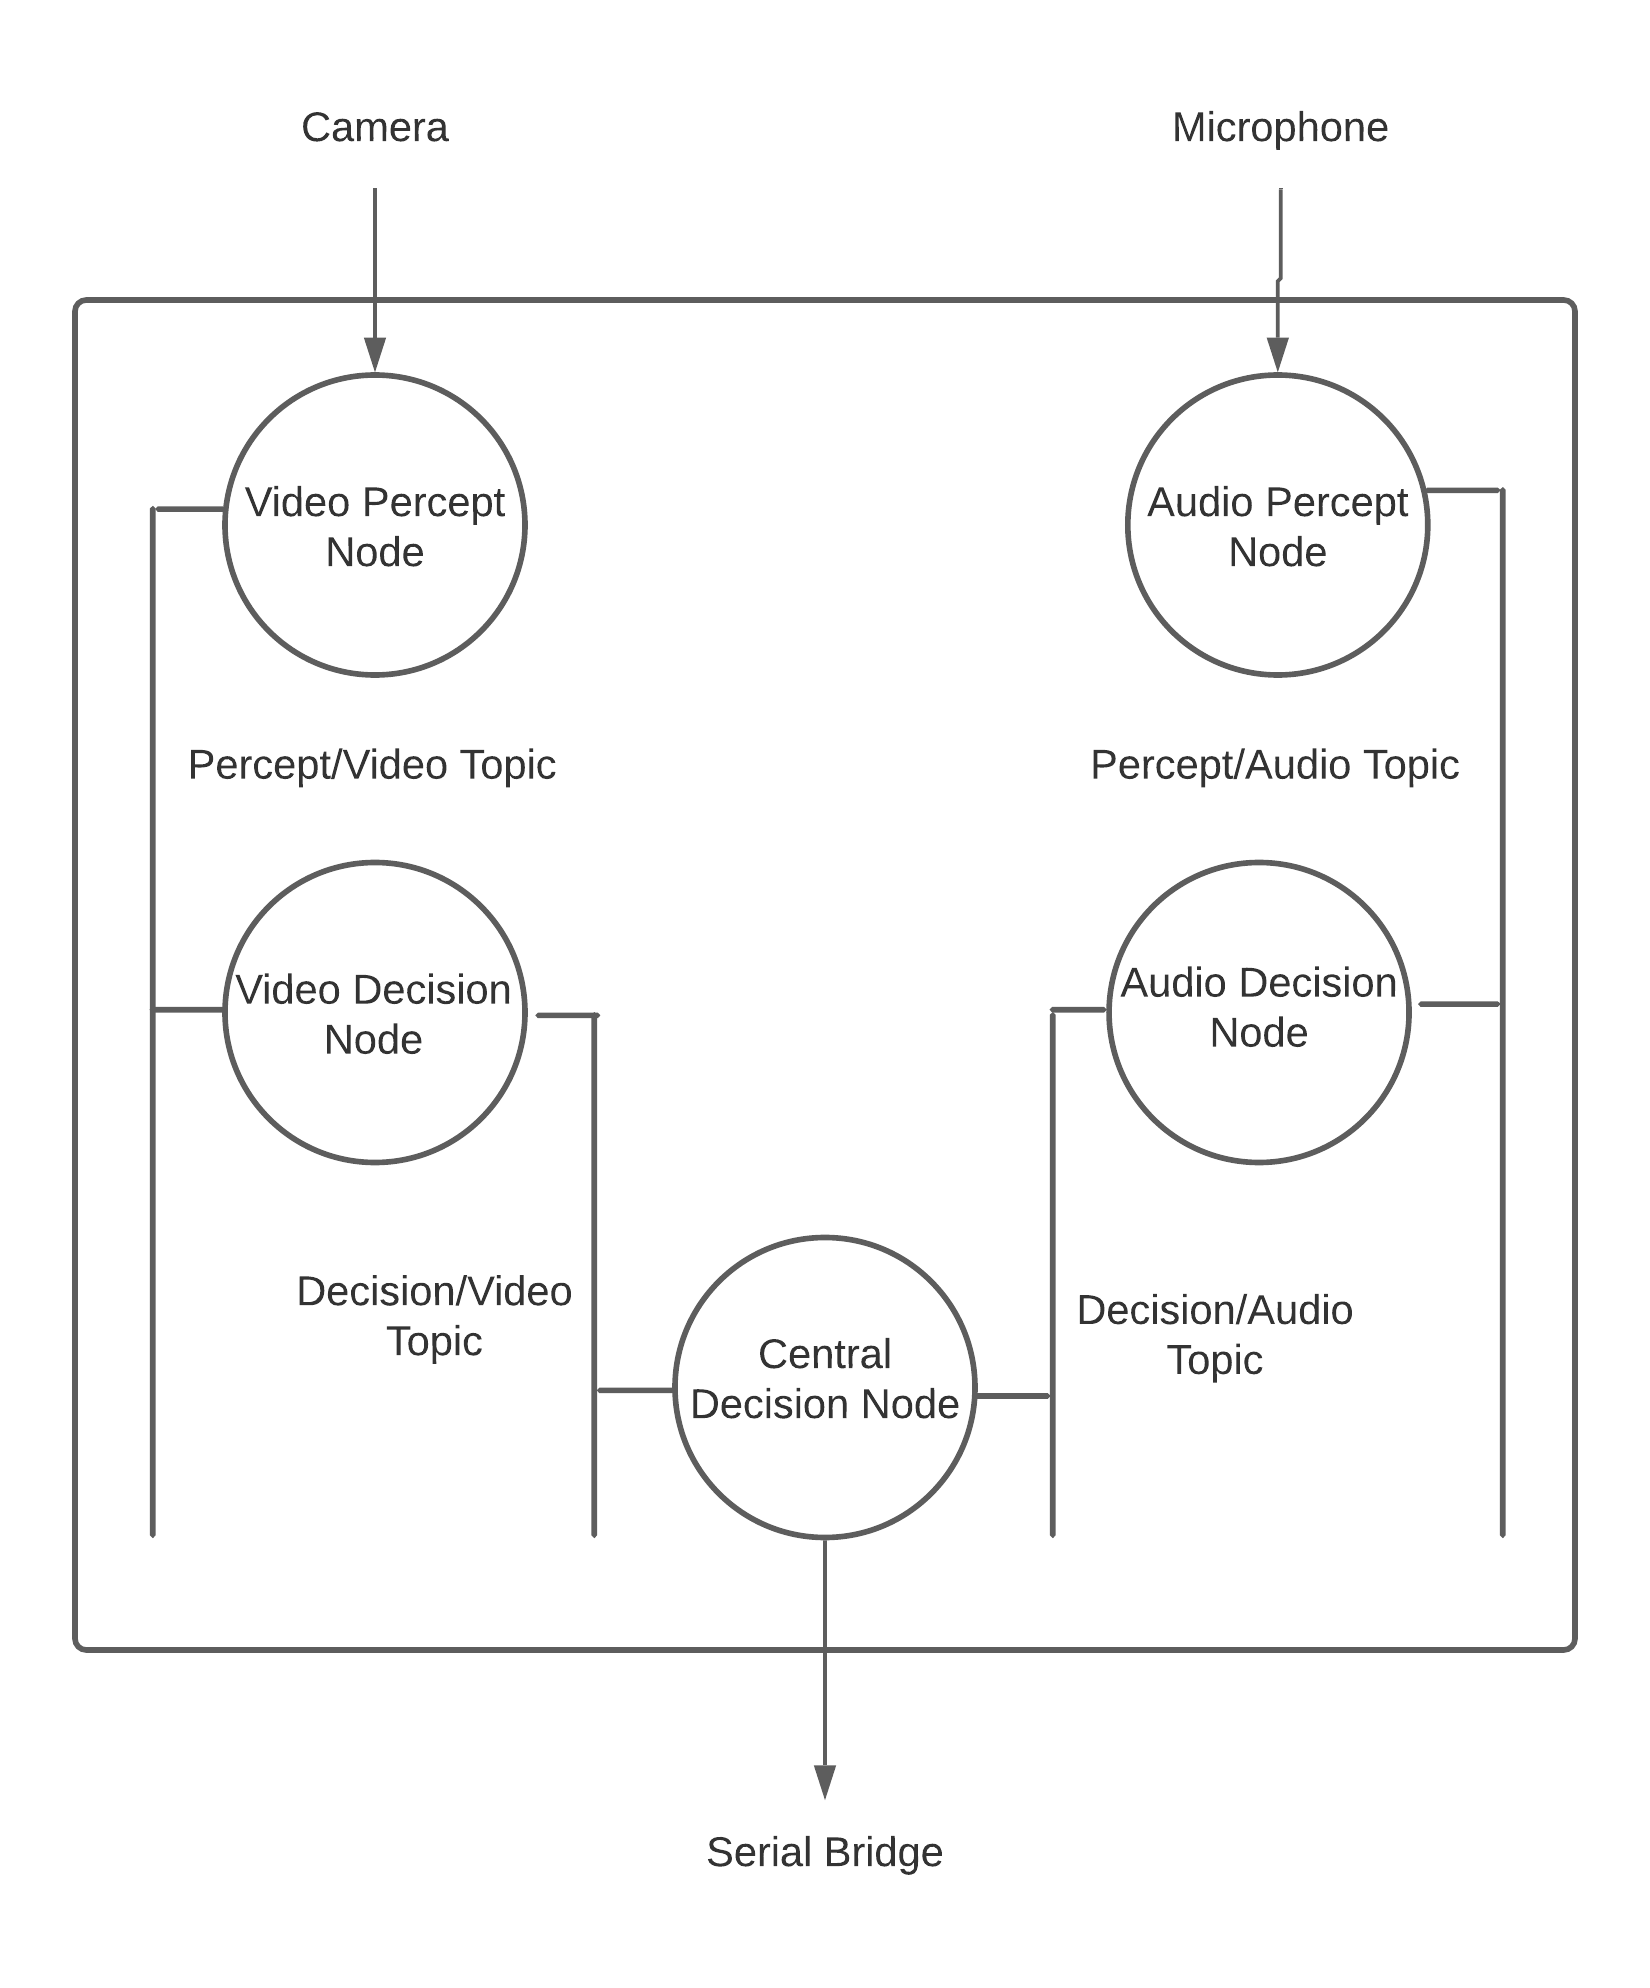 Camera
Microphone
Video Percept
Node
Audio Percept
Node
Percept/Video Topic
Percept/Audio Topic
Video Decision
Node
Audio Decision
Node
Decision/Video
Topic
Decision/Audio
Topic
Central
Decision Node
Serial Bridge